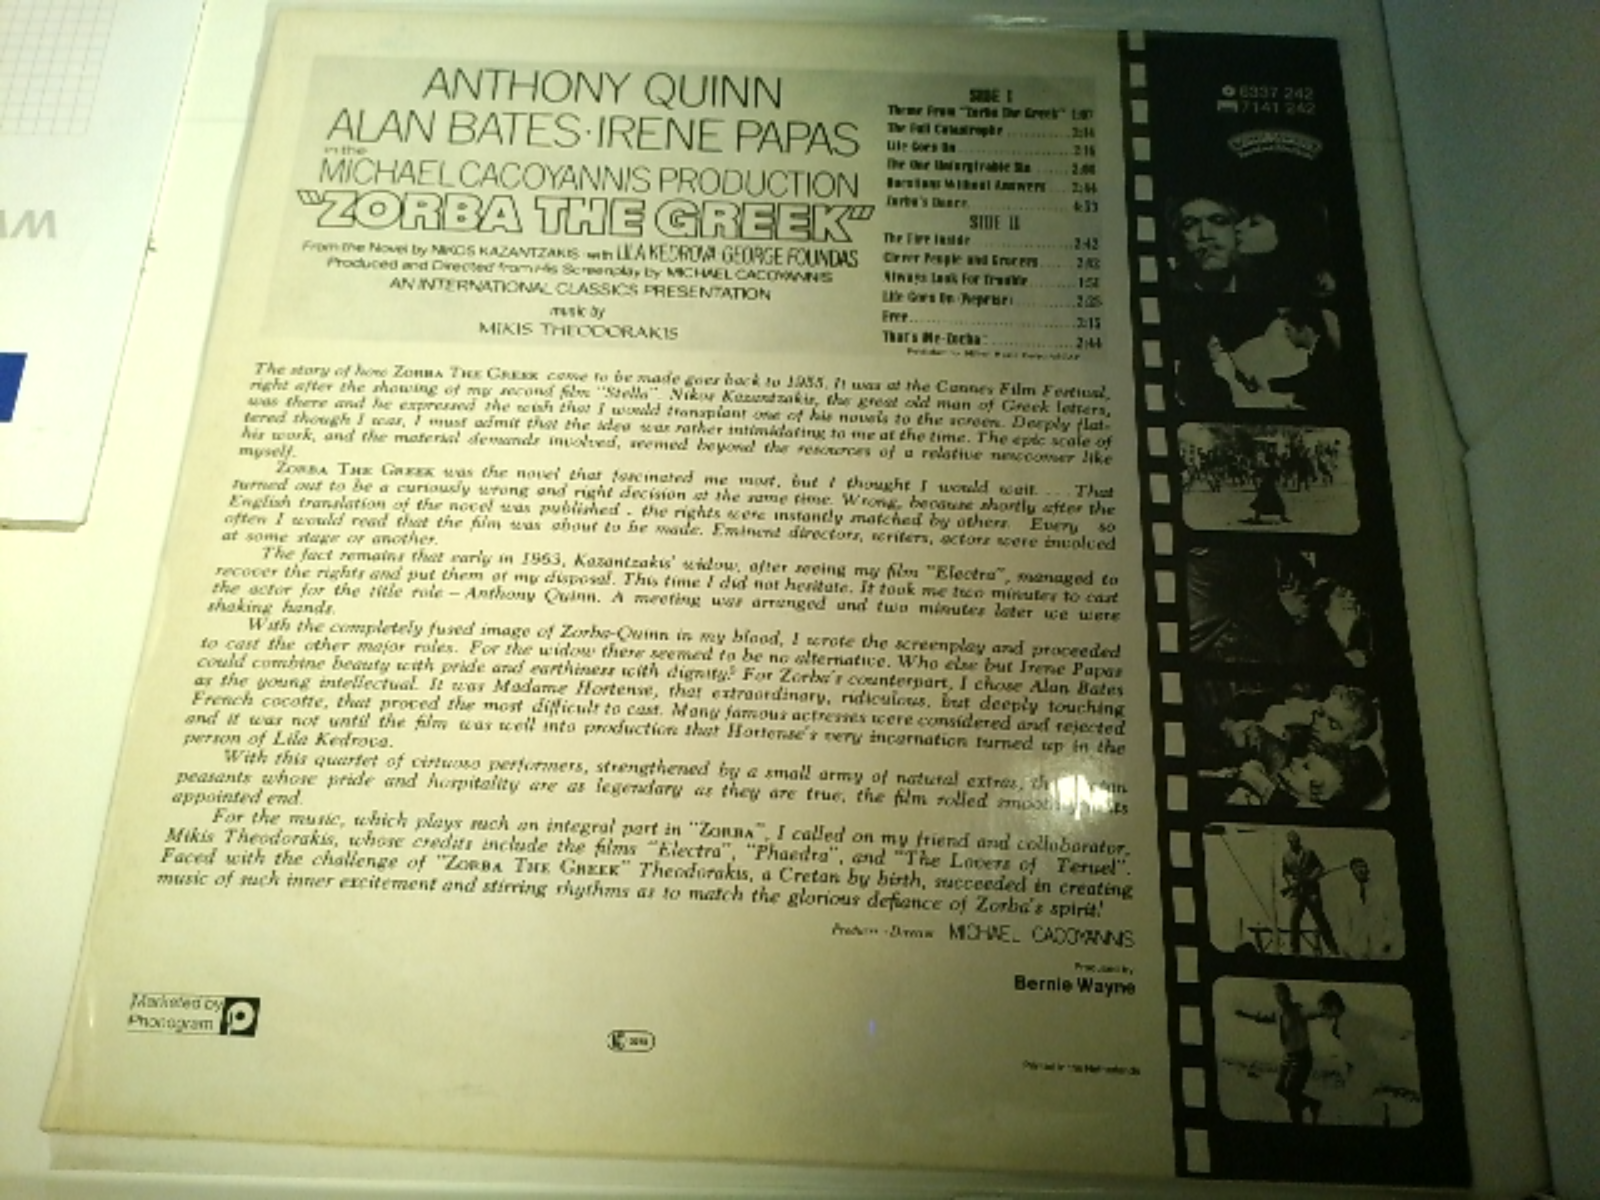 ANTHONY QUINN
ALAN BATES · IRENE PAPAS
in the
MICHAEL CACOYANNIS PRODUCTION
"ZORBA THE GREEK"
From the Novel by NIKOS KAZANTZAKIS with LILA KEDROVA GEORGE FOUNDAS
Produced and Directed from His Screenplay by MICHAEL CACOYANNIS
AN INTERNATIONAL CLASSICS PRESENTATION
music by
MIKIS THEODORAKIS
SIDE I
Theme From "Zorba The Greek"
The Full Catastrophe
Life Goes On
The One Unforgivable Sin
Questions Without Answers
Zorba's Dance
SIDE II
The Fire Inside 2:42
Clever People and Grocers
Always Look For Trouble
Life Goes On (Reprise)
Free
That's Me-Zorba 2:44
6337 242
7141 242
The story of how ZORBA THE GREEK came to be made goes back to 1955. It was at the Cannes Film Festival,
right after the showing of my second film "Stella". Nikos Kazantzakis, the great old man of Greek letters,
was there and he expressed the wish that I would transplant one of his novels to the screen. Deeply flat-
tered though I was, I must admit that the idea was rather intimidating to me at the time. The epic scale of
his work, and the material demands involved, seemed beyond the resources of a relative newcomer like
myself.
ZORBA THE GREEK was the novel that fascinated me most, but I thought I would wait . . . That
turned out to be a curiously wrong and right decision at the same time. Wrong, because shortly after the
English translation of the novel was published - the rights were instantly matched by others. Every so
often I would read that the film was about to be made. Eminent directors, writers, actors were involved
at some stage or another.
The fact remains that early in 1963, Kazantzakis' widow, after seeing my film "Electra", managed to
recover the rights and put them at my disposal. This time I did not hesitate. It took me two minutes to cast
the actor for the title role – Anthony Quinn. A meeting was arranged and two minutes later we were
shaking hands.
With the completely fused image of Zorba-Quinn in my blood, I wrote the screenplay and proceeded
to cast the other major roles. For the widow there seemed to be no alternative. Who else but Irene Papas
could combine beauty with pride and earthiness with dignity? For Zorba's counterpart, I chose Alan Bates
as the young intellectual. It was Madame Hortense, that extraordinary, ridiculous, but deeply touching
French cocotte, that proved the most difficult to cast. Many famous actresses were considered and rejected
and it was not until the film was well into production that Hortense's very incarnation turned up in the
person of Lila Kedrova.
With this quartet of virtuoso performers, strengthened by a small army of natural extras, the
peasants whose pride and hospitality are as legendary as they are true, the film rolled
appointed end.
For the music, which plays such an integral part in "ZORBA", I called on my friend and collaborator,
Mikis Theodorakis, whose credits include the films "Electra", "Phaedra", and "The Lovers of Teruel".
Faced with the challenge of "ZORBA THE GREEK" Theodorakis, a Cretan by birth, succeeded in creating
music of such inner excitement and stirring rhythms as to match the glorious defiance of Zorba's spirit!
Producer-Director MICHAEL CACOYANNIS
Produced by
Bernie Wayne
Marketed by
Phonogram
Printed in the Netherlands